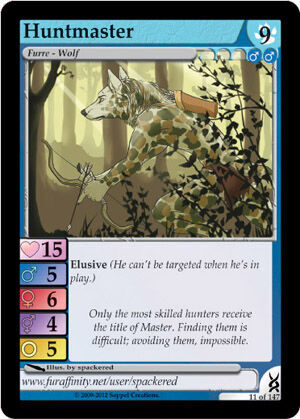 Huntmaster 9
Furre - Wolf
15
5
6
4
5
Elusive (He can't be targeted when he's in
play.)
Only the most skilled hunters receive
the title of Master. Finding them is
difficult; avoiding them, impossible.
Illus. by spackered
www.furaffinity.net/user/spackered
© 2009-2012 Seppel Creations.
11 of 147